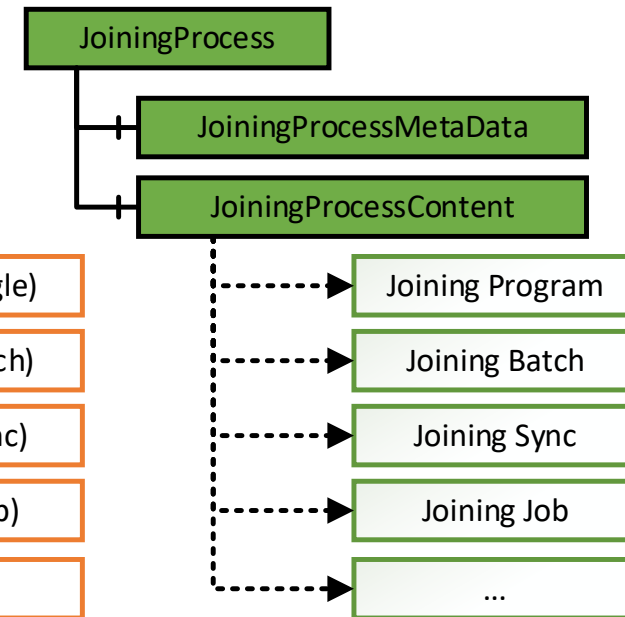 JoiningProcess
JoiningProcessMetaData
JoiningProcessContent
gle) Joining Program
ch) Joining Batch
nc) Joining Sync
b) Joining Job
...